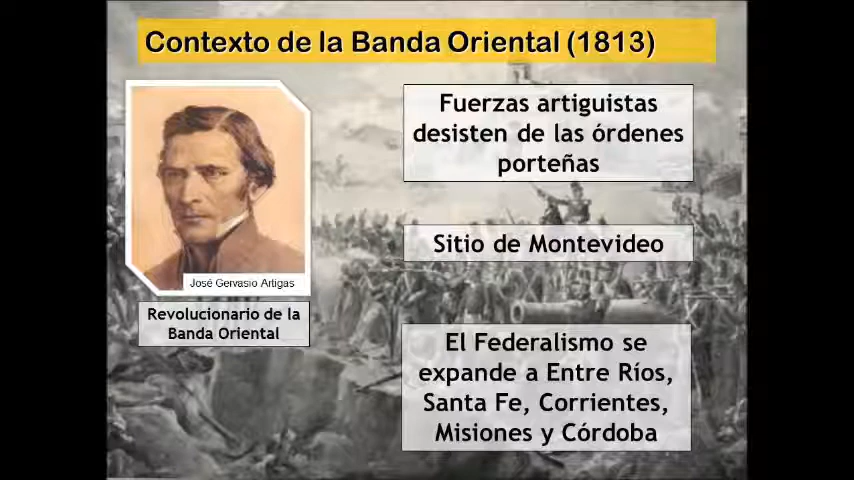 Contexto de la Banda Oriental (1813)
José Gervasio Artigas
Revolucionario de la
Banda Oriental
Fuerzas artiguistas
desisten de las órdenes
porteñas
Sitio de Montevideo
El Federalismo se
expande a Entre Ríos,
Santa Fe, Corrientes,
Misiones y Córdoba